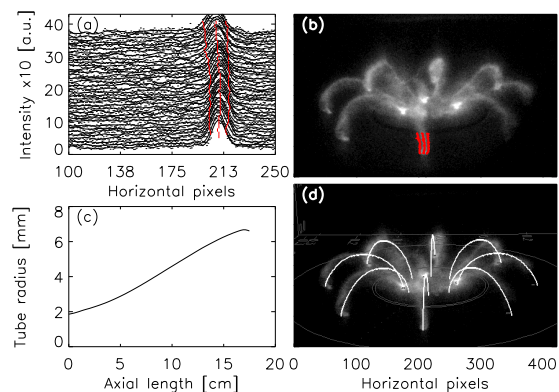 (a)
Intensity x10 [a.u.]
40
30
20
10
0
100 138 175 213 250
Horizontal pixels
(b)
(c)
Tube radius [mm]
8
6
4
2
0
0 5 10 15 20
Axial length [cm]
(d)
0 100 200 300 400
Horizontal pixels